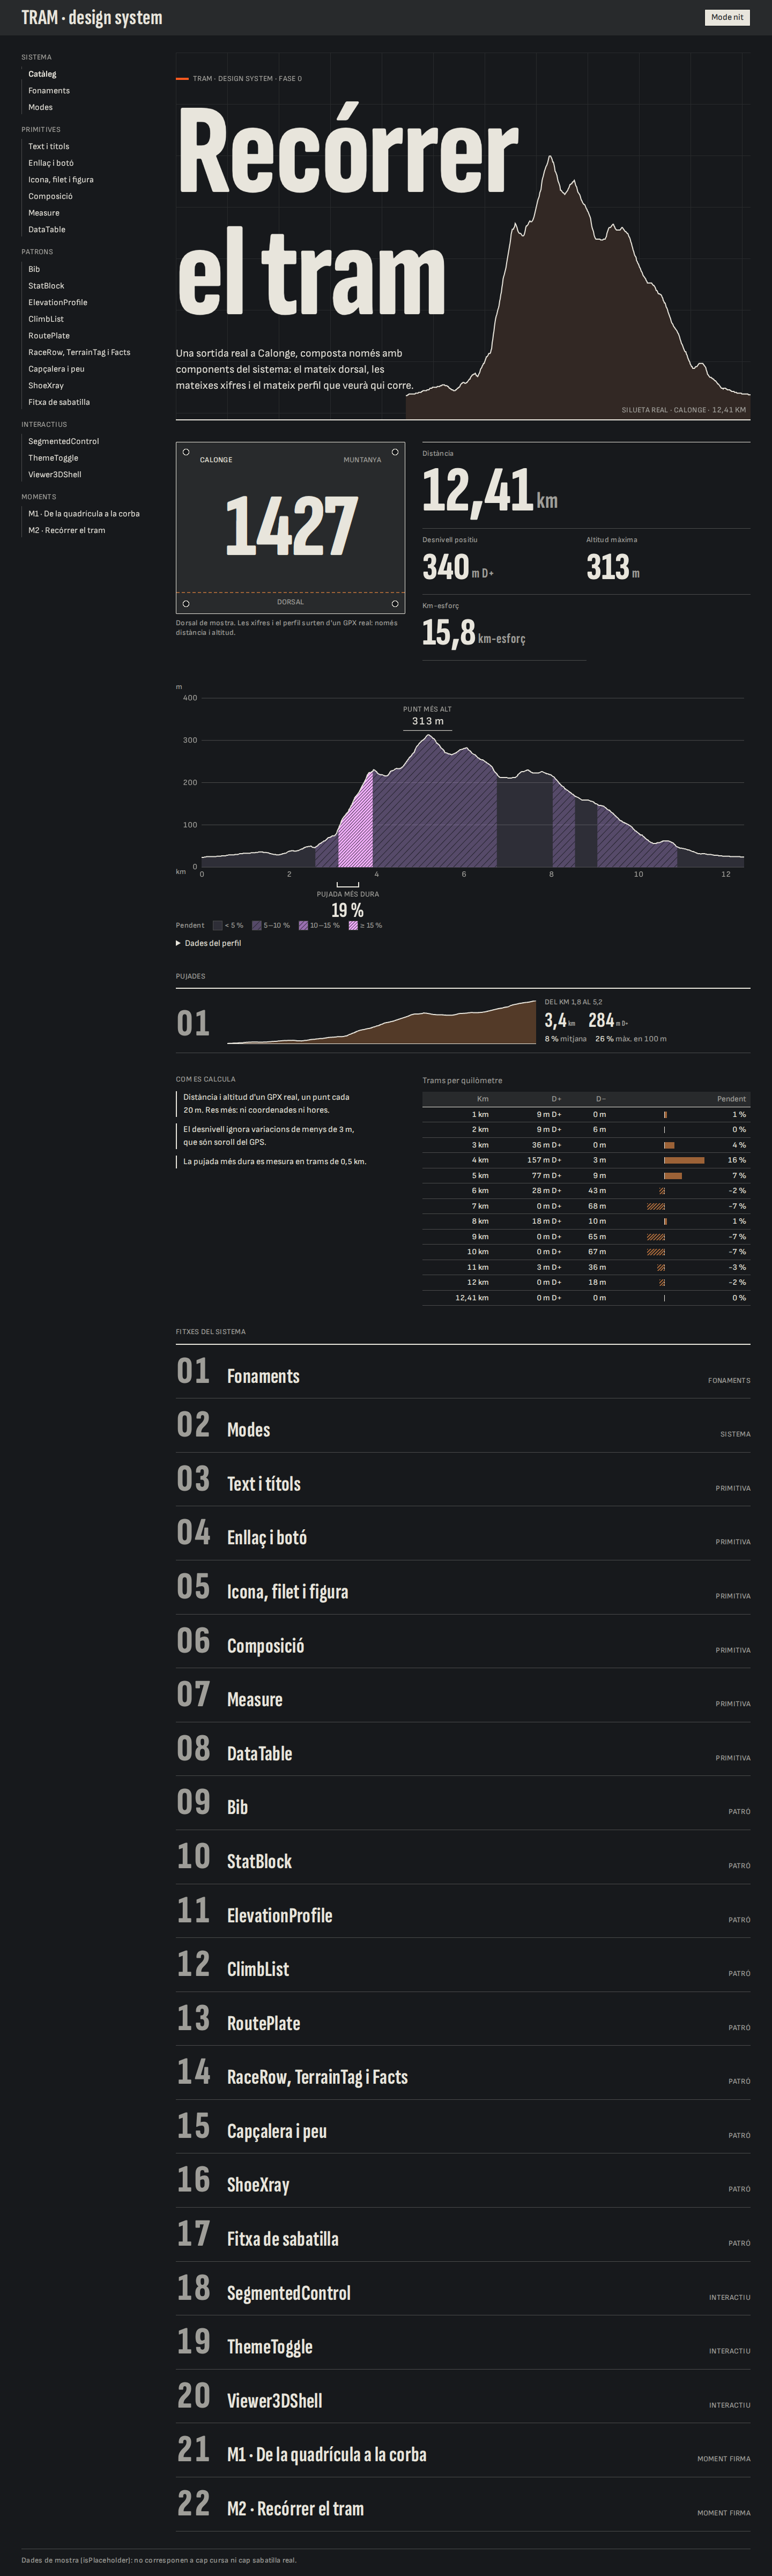 TRAM · design system
Mode nit
SISTEMA
Catàleg
Fonaments
Modes
PRIMITIVES
Text i títols
Enllaç i botó
Icona, filet i figura
Composició
Measure
DataTable
PATRONS
Bib
StatBlock
ElevationProfile
ClimbList
RoutePlate
RaceRow, TerrainTag i Facts
Capçalera i peu
ShoeXray
Fitxa de sabatilla
INTERACTIUS
SegmentedControl
ThemeToggle
Viewer3DShell
MOMENTS
M1 · De la quadrícula a la corba
M2 · Recórrer el tram
TRAM · DESIGN SYSTEM · FASE 0
Recórrer
el tram
Una sortida real a Calonge, composta només amb
components del sistema: el mateix dorsal, les
mateixes xifres i el mateix perfil que veurà qui corre.
SILUETA REAL · CALONGE · 12,41 KM
CALONGE
MUNTANYA
1427
DORSAL
Dorsal de mostra. Les xifres i el perfil surten d'un GPX real: només
distància i altitud.
Distància
12,41 km
Desnivell positiu
340 m D+
Altitud màxima
313 m
Km-esforç
15,8 km-esforç
m
400
300
200
100
0
PUNT MÉS ALT
313 m
km
0 2 4 6 8 10 12
PUJADA MÉS DURA
19 %
Pendent < 5 % 5–10 % 10–15 % ≥ 15 %
Dades del perfil
PUJADES
01
DEL KM 1,8 AL 5,2
3,4 km 284 m D+
8 % mitjana 26 % màx. en 100 m
COM ES CALCULA
Distància i altitud d'un GPX real, un punt cada
20 m. Res més: ni coordenades ni hores.
El desnivell ignora variacions de menys de 3 m,
que són soroll del GPS.
La pujada més dura es mesura en trams de 0,5 km.
Trams per quilòmetre
Km D+ D− Pendent
1 km 9 m D+ 0 m 1 %
2 km 9 m D+ 6 m 0 %
3 km 36 m D+ 0 m 4 %
4 km 157 m D+ 3 m 16 %
5 km 77 m D+ 9 m 7 %
6 km 28 m D+ 43 m -2 %
7 km 0 m D+ 68 m -7 %
8 km 18 m D+ 10 m 1 %
9 km 0 m D+ 65 m -7 %
10 km 0 m D+ 67 m -7 %
11 km 3 m D+ 36 m -3 %
12 km 0 m D+ 18 m -2 %
12,41 km 0 m D+ 0 m 0 %
FITXES DEL SISTEMA
01 Fonaments FONAMENTS
02 Modes SISTEMA
03 Text i títols PRIMITIVA
04 Enllaç i botó PRIMITIVA
05 Icona, filet i figura PRIMITIVA
06 Composició PRIMITIVA
07 Measure PRIMITIVA
08 DataTable PRIMITIVA
09 Bib PATRÓ
10 StatBlock PATRÓ
11 ElevationProfile PATRÓ
12 ClimbList PATRÓ
13 RoutePlate PATRÓ
14 RaceRow, TerrainTag i Facts PATRÓ
15 Capçalera i peu PATRÓ
16 ShoeXray PATRÓ
17 Fitxa de sabatilla PATRÓ
18 SegmentedControl INTERACTIU
19 ThemeToggle INTERACTIU
20 Viewer3DShell INTERACTIU
21 M1 · De la quadrícula a la corba MOMENT FIRMA
22 M2 · Recórrer el tram MOMENT FIRMA
Dades de mostra (isPlaceholder): no corresponen a cap cursa ni cap sabatilla real.